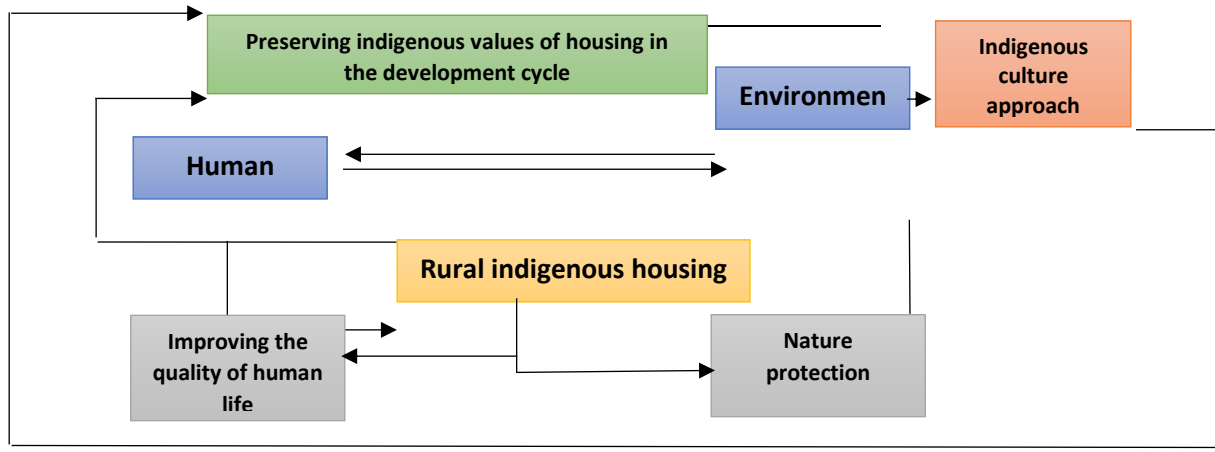 Preserving indigenous values of housing in
the development cycle
Indigenous
culture
approach
Environmen
Human
Rural indigenous housing
Improving the
quality of human
life
Nature
protection